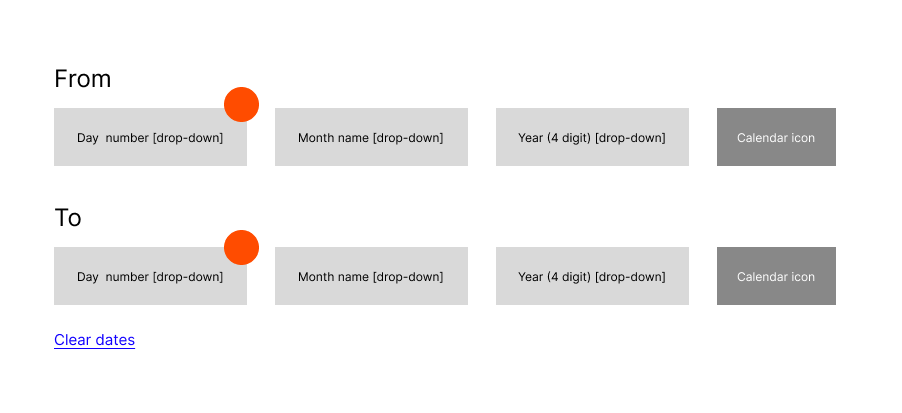 From
Day  number [drop-down] Month name [drop-down] Year (4 digit) [drop-down] Calendar icon
To
Day  number [drop-down] Month name [drop-down] Year (4 digit) [drop-down] Calendar icon
Clear dates